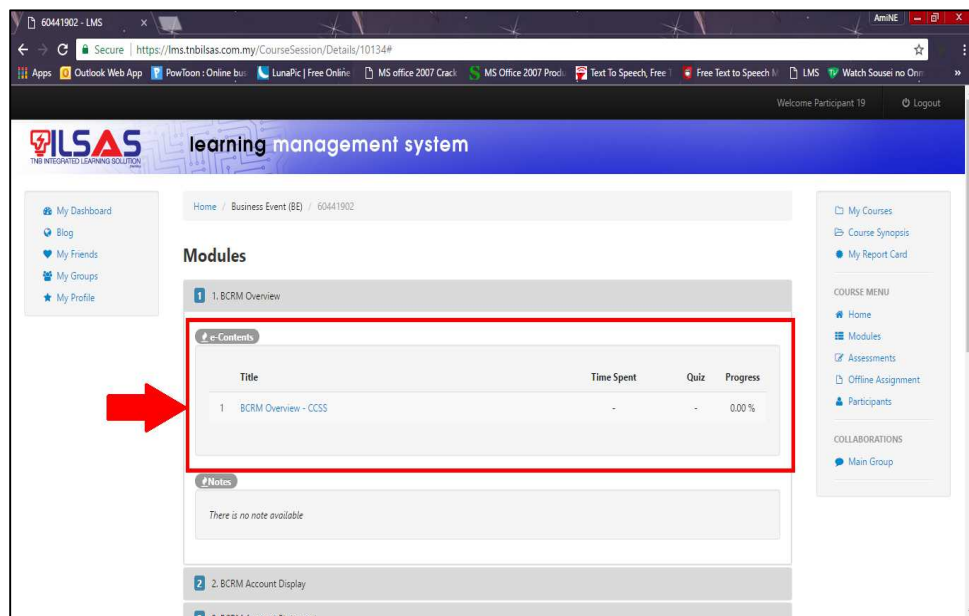 60441902 - LMS
AmiNE
Secure https://lms.tnbilsas.com.my/CourseSession/Details/10134#
Apps Outlook Web App PowToon : Online bus LunaPic | Free Online MS office 2007 Crack MS Office 2007 Produ Text To Speech, Free T Free Text to Speech M LMS Watch Sousei no Onm »
Welcome Participant 19 Logout
ILSAS learning management system
TNB INTEGRATED LEARNING SOLUTION
My Dashboard
Blog
My Friends
My Groups
My Profile
Home / Business Event (BE) / 60441902
Modules
1 1. BCRM Overview
e-Contents
Title Time Spent Quiz Progress
1 BCRM Overview - CCSS - - 0.00 %
Notes
There is no note available
2 2. BCRM Account Display
My Courses
Course Synopsis
My Report Card
COURSE MENU
Home
Modules
Assessments
Offline Assignment
Participants
COLLABORATIONS
Main Group